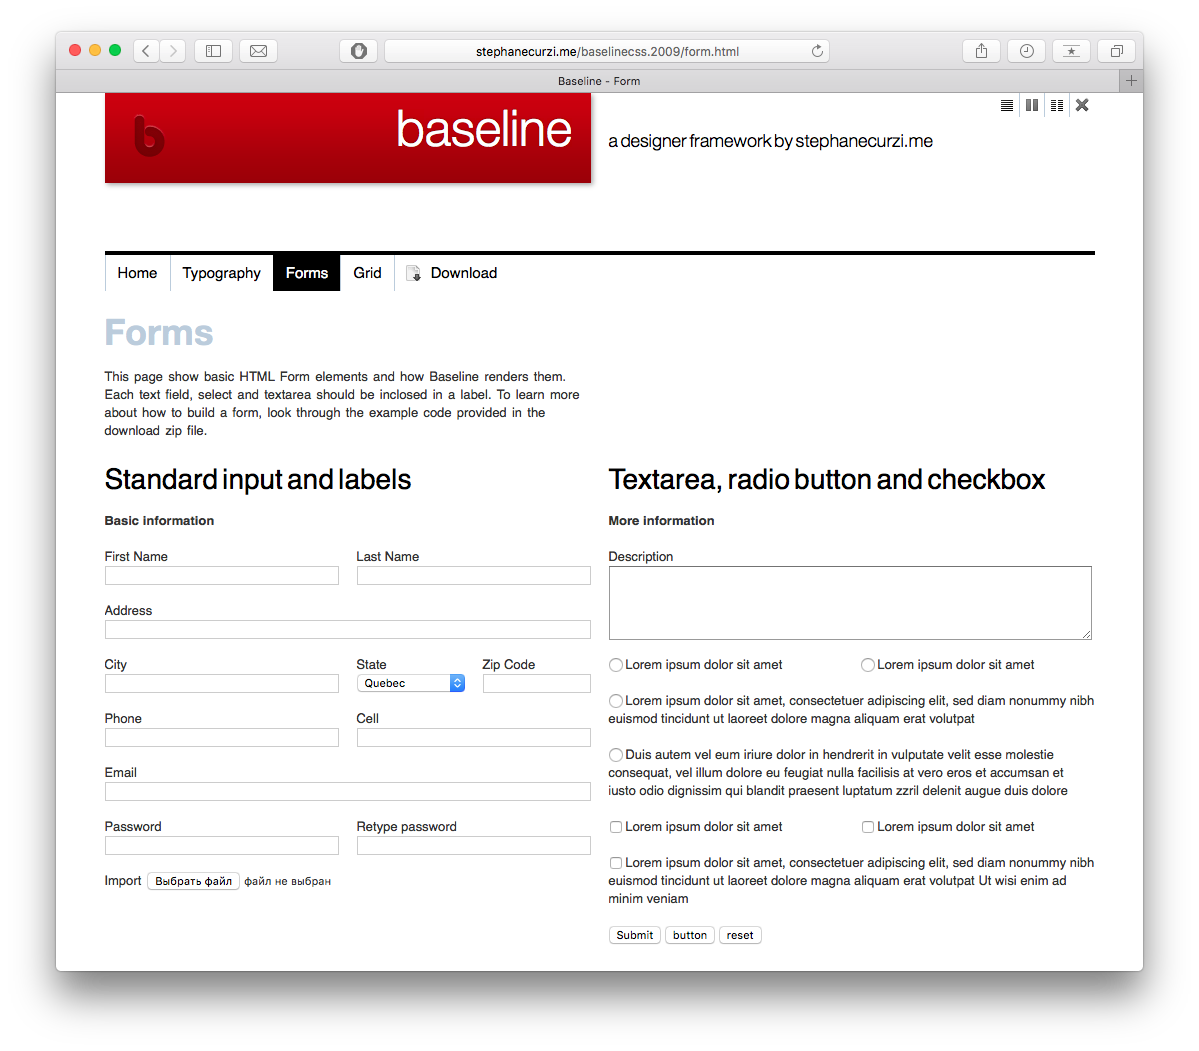 stephanecurzi.me/baselinecss.2009/form.html
Baseline - Form
b
baseline
a designer framework by stephanecurzi.me
Home Typography Forms Grid Download
Forms
This page show basic HTML Form elements and how Baseline renders them.
Each text field, select and textarea should be inclosed in a label. To learn more
about how to build a form, look through the example code provided in the
download zip file.
Standard input and labels
Basic information
First Name Last Name
Address
City State Zip Code
Quebec
Phone Cell
Email
Password Retype password
Import Выбрать файл файл не выбран
Textarea, radio button and checkbox
More information
Description
Lorem ipsum dolor sit amet Lorem ipsum dolor sit amet
Lorem ipsum dolor sit amet, consectetuer adipiscing elit, sed diam nonummy nibh
euismod tincidunt ut laoreet dolore magna aliquam erat volutpat
Duis autem vel eum iriure dolor in hendrerit in vulputate velit esse molestie
consequat, vel illum dolore eu feugiat nulla facilisis at vero eros et accumsan et
iusto odio dignissim qui blandit praesent luptatum zzril delenit augue duis dolore
Lorem ipsum dolor sit amet Lorem ipsum dolor sit amet
Lorem ipsum dolor sit amet, consectetuer adipiscing elit, sed diam nonummy nibh
euismod tincidunt ut laoreet dolore magna aliquam erat volutpat Ut wisi enim ad
minim veniam
Submit button reset